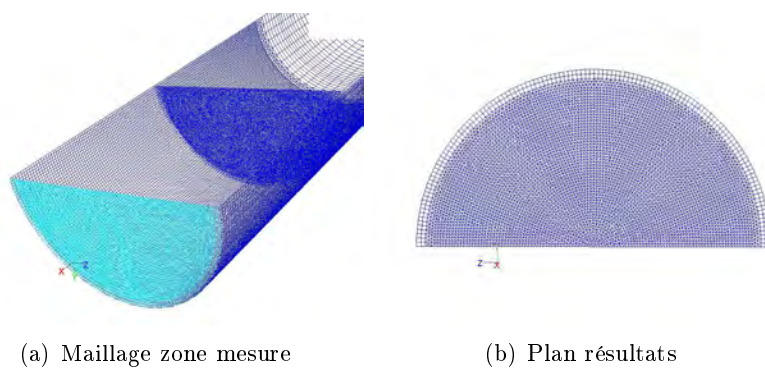 X Y Z
Z X
(a) Maillage zone mesure
(b) Plan résultats